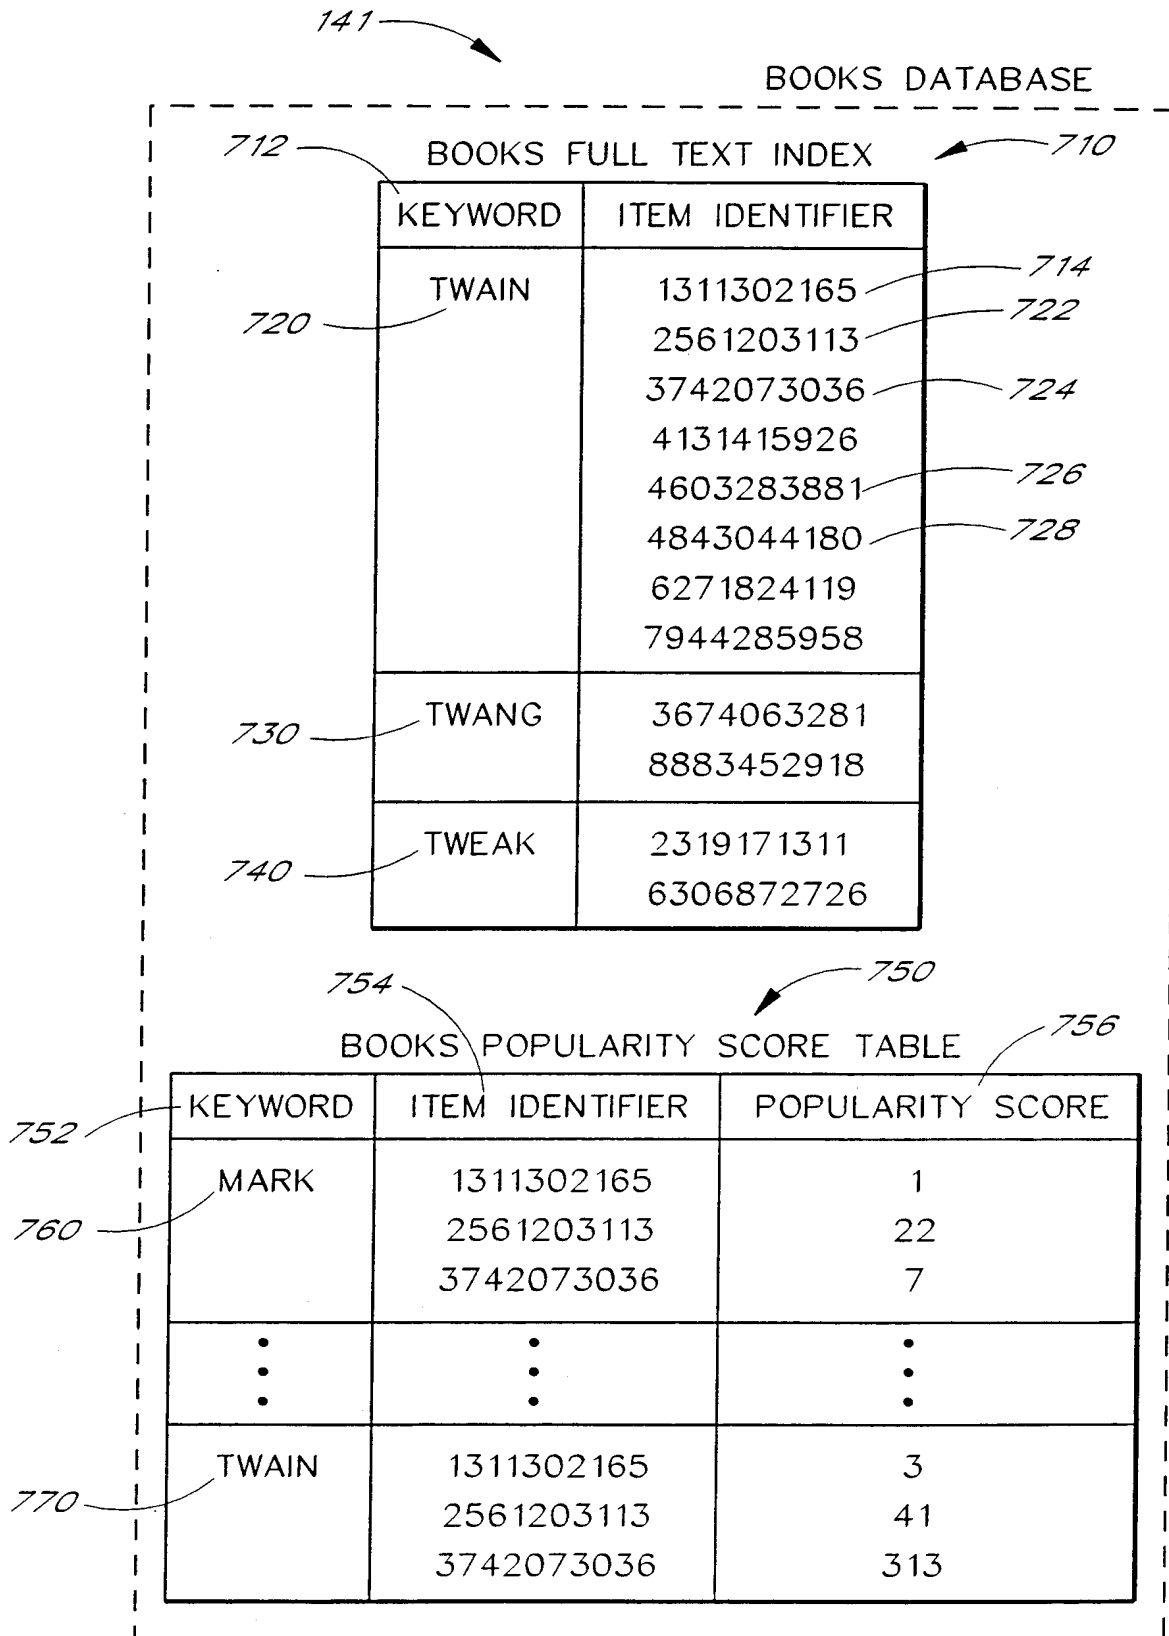 141
BOOKS DATABASE
712 BOOKS FULL TEXT INDEX 710
KEYWORD ITEM IDENTIFIER
TWAIN 1311302165 714
720 2561203113 722
3742073036 724
4131415926
4603283881 726
4843044180 728
6271824119
7944285958
730 TWANG 3674063281
8883452918
740 TWEAK 2319171311
6306872726
754 750
BOOKS POPULARITY SCORE TABLE 756
752 KEYWORD ITEM IDENTIFIER POPULARITY SCORE
MARK 1311302165 1
760 2561203113 22
3742073036 7
TWAIN 1311302165 3
770 2561203113 41
3742073036 313